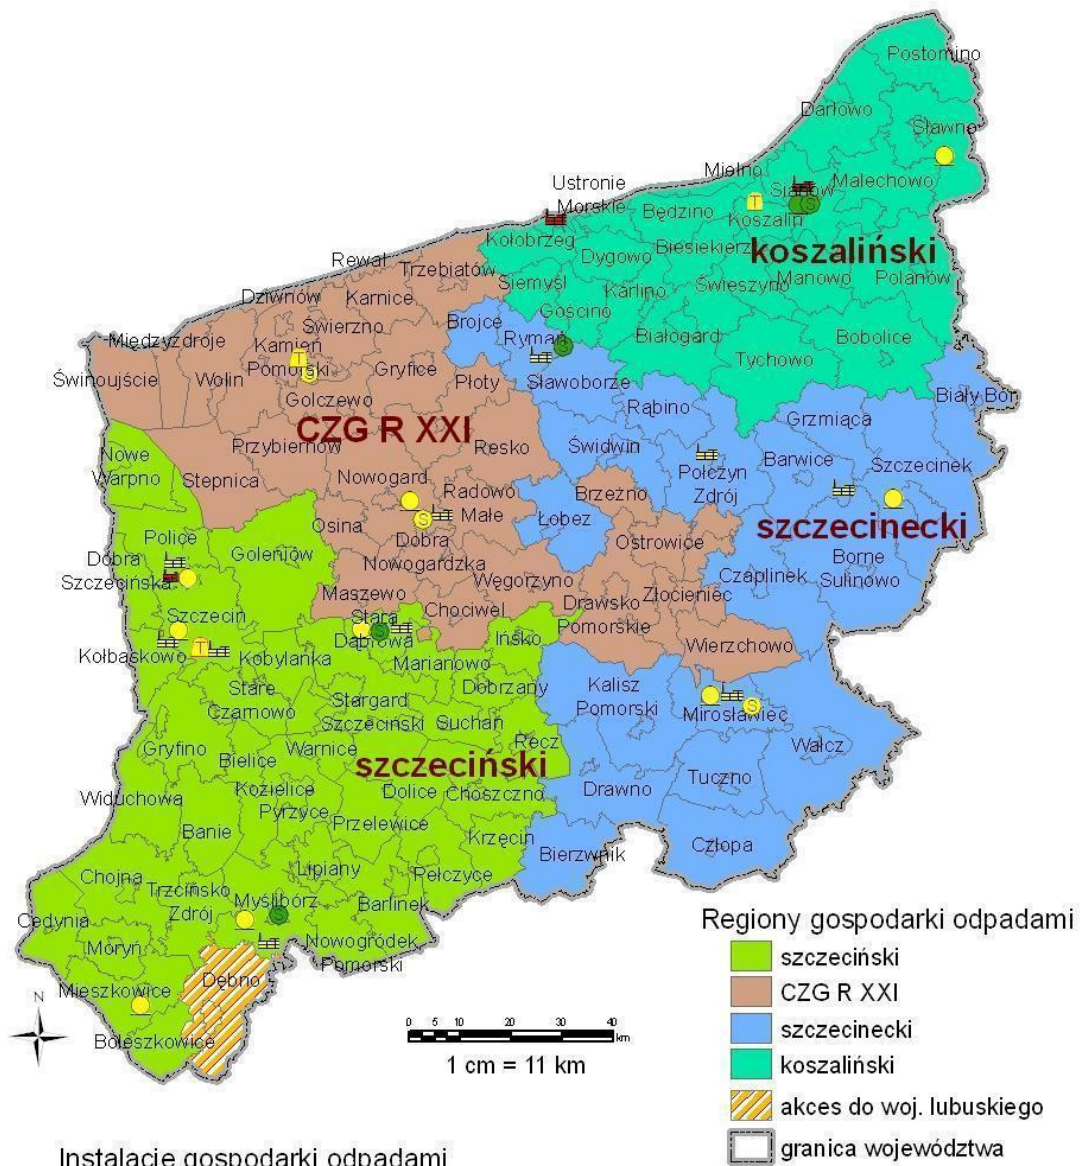 Postomino
Darłowo
Sławno
Mielno
Sianów
Malechowo
Ustronie
Morskie
Będzino
Koszalin
Kołobrzeg
Dygowo
Biesiekierz
koszaliński
Rewal
Trzebiatów
Siemyśl
Karlino
Świeszyno
Manowo
Polanów
Dziwnów
Karnice
Gościno
Świerzno
Brojce
Rymań
Białogard
Bobolice
Międzyzdroje
Kamień
Pomorski
Gryfice
Tychowo
Świnoujście
Wolin
Płoty
Sławoborze
Biały Bór
Golczewo
Rąbino
Grzmiąca
CZG R XXI
Przybiernów
Resko
Świdwin
Nowe
Warpno
Stepnica
Nowogard
Radowo
Małe
Brzeżno
Połczyn
Zdrój
Barwice
Szczecinek
Osina
Łobez
szczecinecki
Police
Goleniów
Dobra
Nowogardzka
Ostrowice
Dobra
Szczecińska
Węgorzyno
Czaplinek
Borne
Sulinowo
Maszewo
Chociwel
Drawsko
Pomorskie
Złocieniec
Szczecin
Stara
Dąbrowa
Ińsko
Wierzchowo
Kołbaskowo
Kobylanka
Marianowo
Stare
Czarnowo
Stargard
Szczeciński
Dobrzany
Suchań
Kalisz
Pomorski
Mirosławiec
Gryfino
Bielice
Warnice
Recz
Wałcz
szczeciński
Widuchowa
Kozielice
Pyrzyce
Dolice
Choszczno
Drawno
Tuczno
Banie
Przelewice
Krzęcin
Bierzwnik
Człopa
Chojna
Trzcińsko
Zdrój
Lipiany
Pełczyce
Cedynia
Myślibórz
Barlinek
Moryń
Nowogródek
Pomorski
Mieszkowice
Dębno
Boleszkowice
N
0 5 10 20 30 40
km
1 cm = 11 km
Regiony gospodarki odpadami
szczeciński
CZG R XXI
szczecinecki
koszaliński
akces do woj. lubuskiego
granica województwa
Instalacje gospodarki odpadami
T
S
S
T
S
S
S
T
S
S